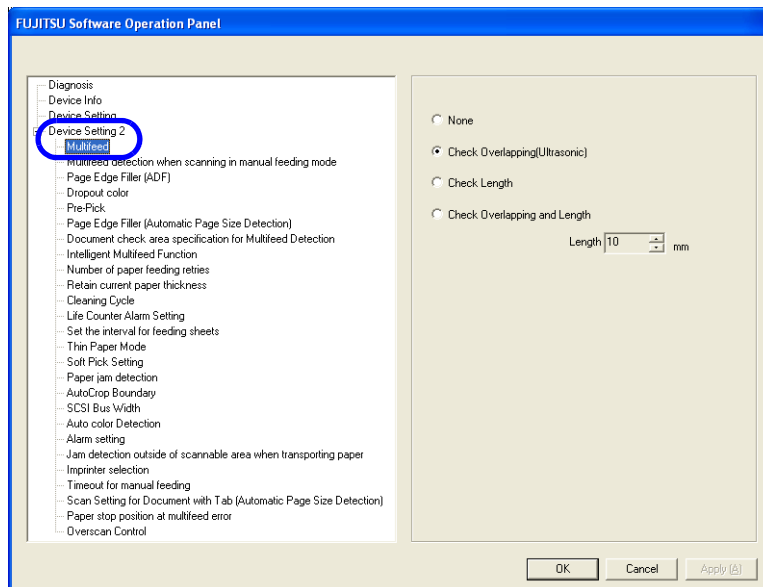 FUJITSU Software Operation Panel
Diagnosis
Device Info
Device Setting
Device Setting 2
Multifeed
Multifeed detection when scanning in manual feeding mode
Page Edge Filler (ADF)
Dropout color
Pre-Pick
Page Edge Filler (Automatic Page Size Detection)
Document check area specification for Multifeed Detection
Intelligent Multifeed Function
Number of paper feeding retries
Retain current paper thickness
Cleaning Cycle
Life Counter Alarm Setting
Set the interval for feeding sheets
Thin Paper Mode
Soft Pick Setting
Paper jam detection
AutoCrop Boundary
SCSI Bus Width
Auto color Detection
Alarm setting
Jam detection outside of scannable area when transporting paper
Imprinter selection
Timeout for manual feeding
Scan Setting for Document with Tab (Automatic Page Size Detection)
Paper stop position at multifeed error
Overscan Control
None
Check Overlapping(Ultrasonic)
Check Length
Check Overlapping and Length
Length 10 mm
OK Cancel Apply (A)